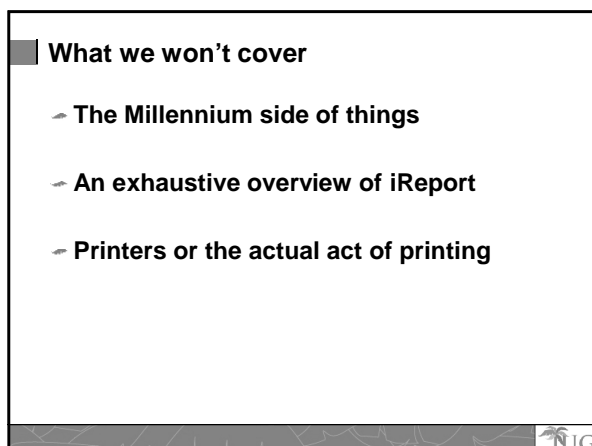 What we won't cover
The Millennium side of things
An exhaustive overview of iReport
Printers or the actual act of printing